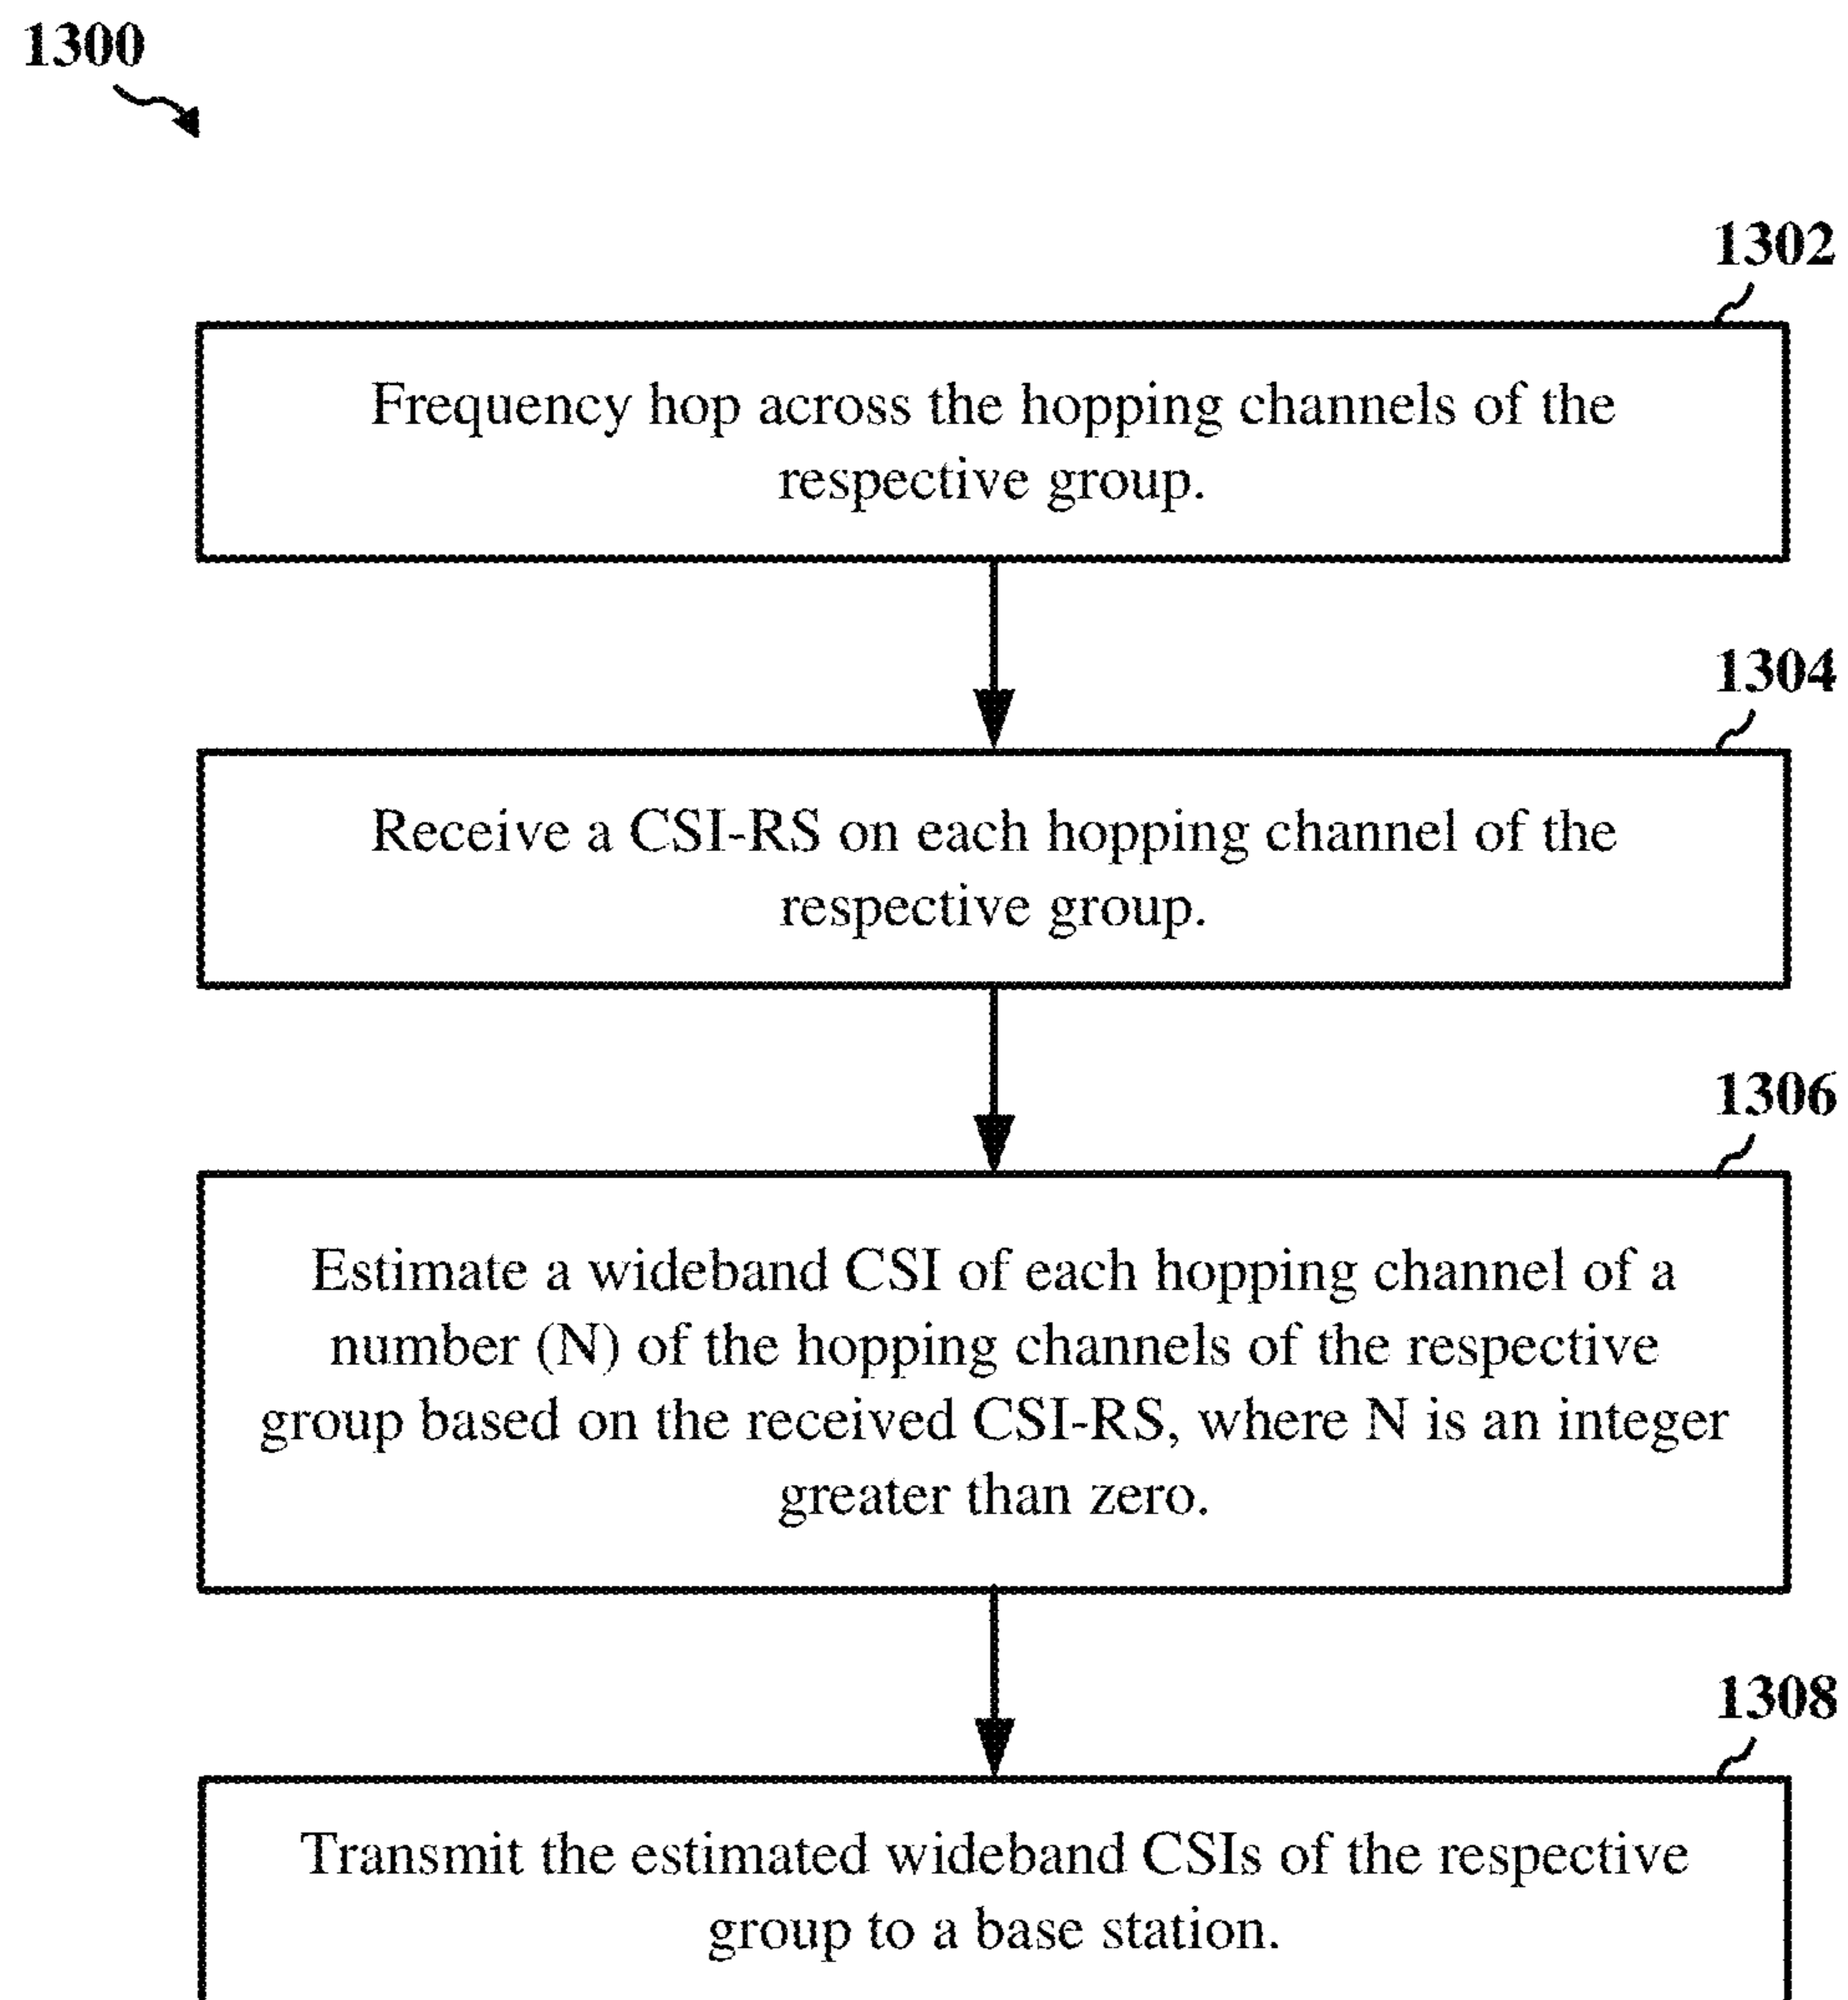 1300
1302
Frequency hop across the hopping channels of the
respective group.
1304
Receive a CSI-RS on each hopping channel of the
respective group.
1306
Estimate a wideband CSI of each hopping channel of a
number (N) of the hopping channels of the respective
group based on the received CSI-RS, where N is an integer
greater than zero.
1308
Transmit the estimated wideband CSIs of the respective
group to a base station.